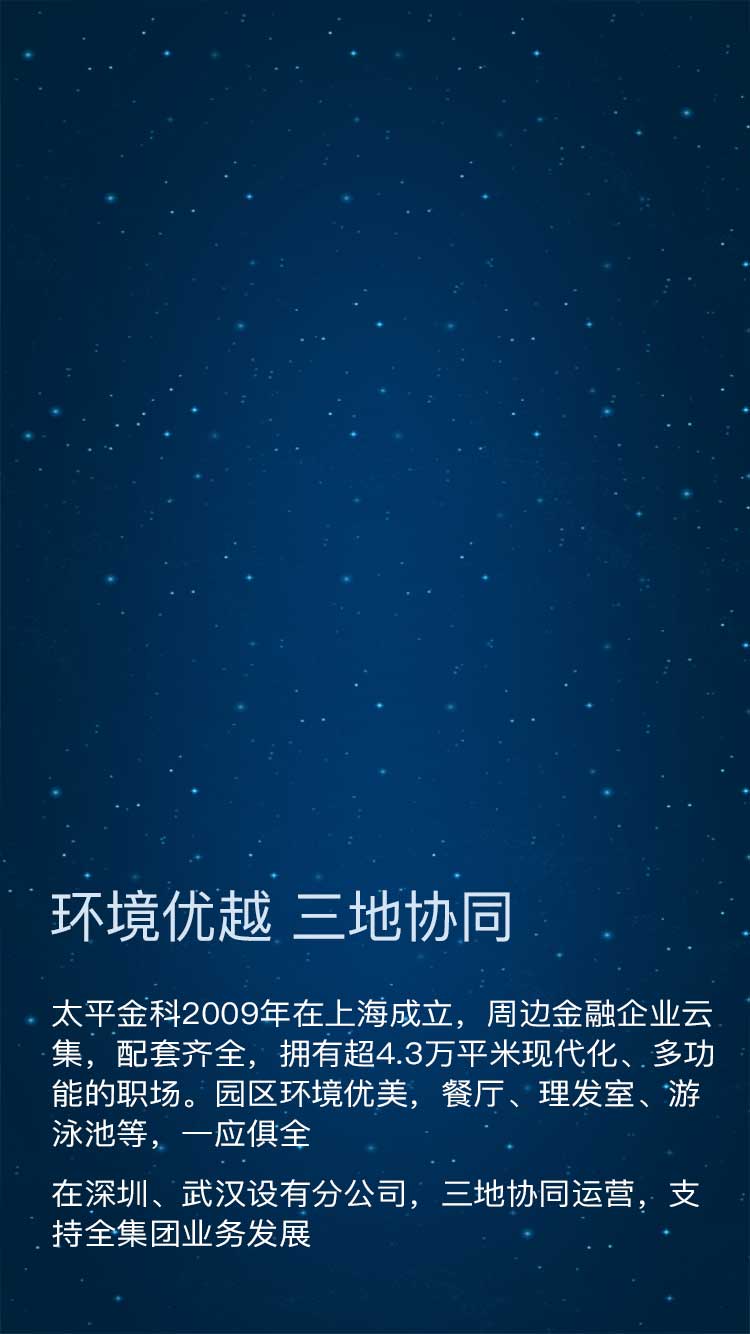 环境优越 三地协同
太平金科2009年在上海成立，周边金融企业云
集，配套齐全，拥有超4.3万平米现代化、多功
能的职场。园区环境优美，餐厅、理发室、游
泳池等，一应俱全
在深圳、武汉设有分公司，三地协同运营，支
持全集团业务发展